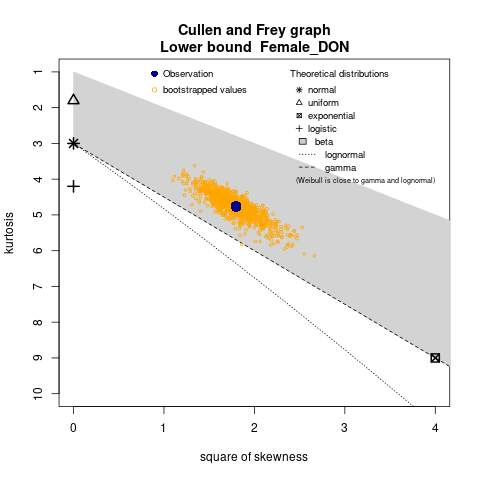 Cullen and Frey graph
Lower bound  Female_DON
Observation
bootstrapped values
Theoretical distributions
normal
uniform
exponential
logistic
beta
lognormal
gamma
(Weibull is close to gamma and lognormal)
kurtosis
1
2
3
4
5
6
7
8
9
10
0
1
2
3
4
square of skewness